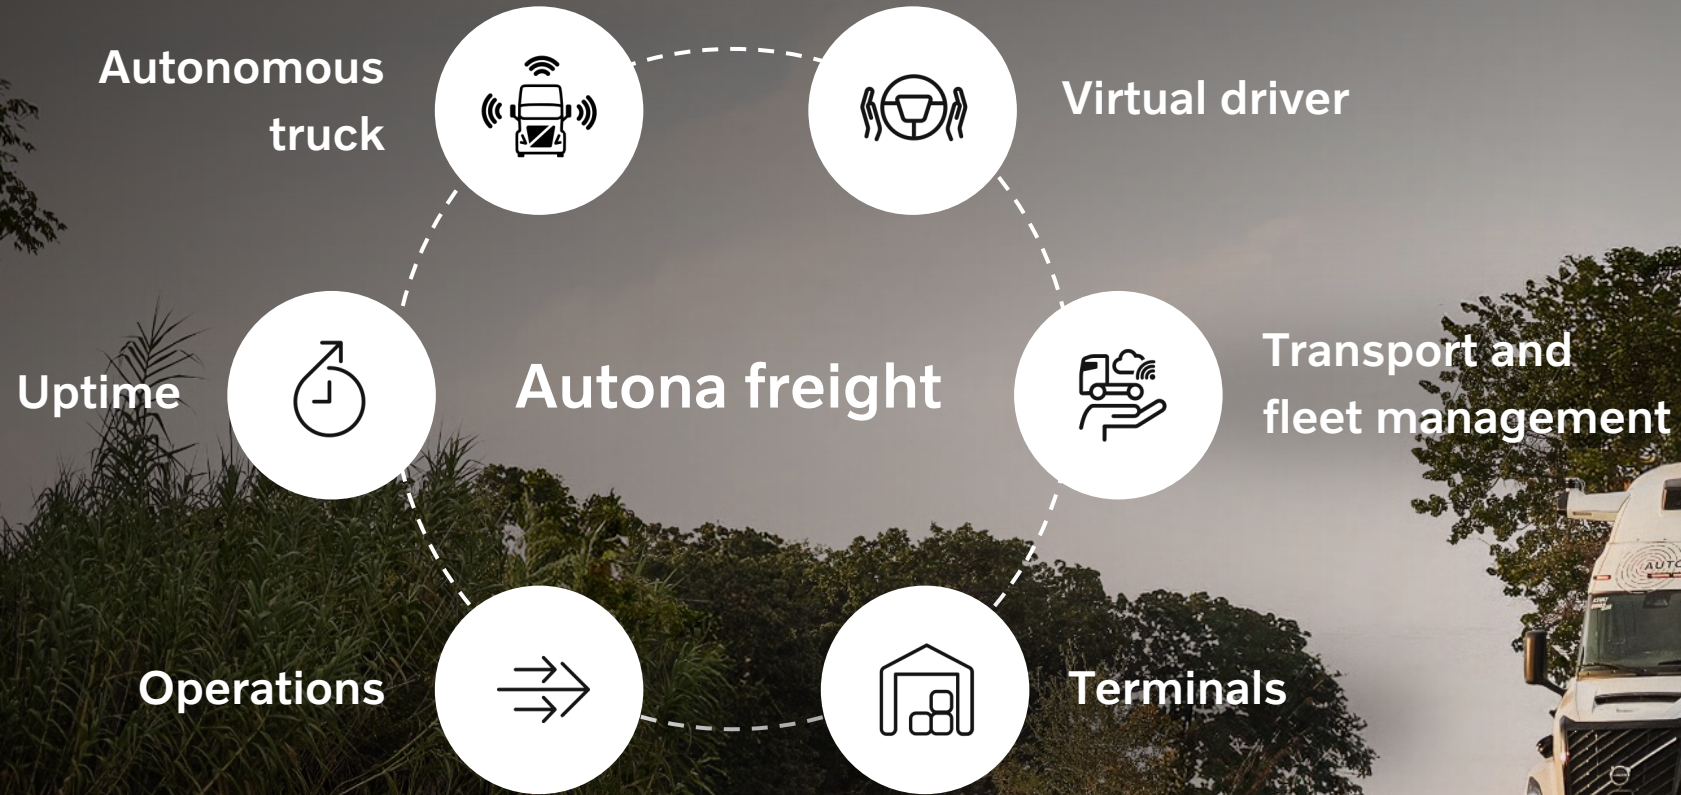 Autonomous
truck
Virtual driver
Uptime
Autona freight
Transport and
fleet management
Operations
Terminals